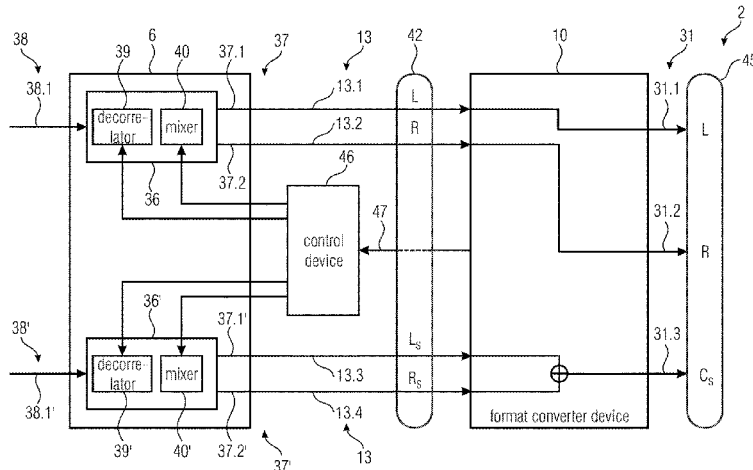 38 39 6 40 37.1 37 13 42 10 31 2 45
38.1 13.1 L 31.1
decorre-
lator mixer 13.2 R L
36 37.2 46
control
device 47 31.2 R
36' 37.1' Ls
38' 13.3 31.3
decorre-
lator mixer Rs Cs
38.1' 13.4
39' 40' 37.2' 37' 13 format converter device